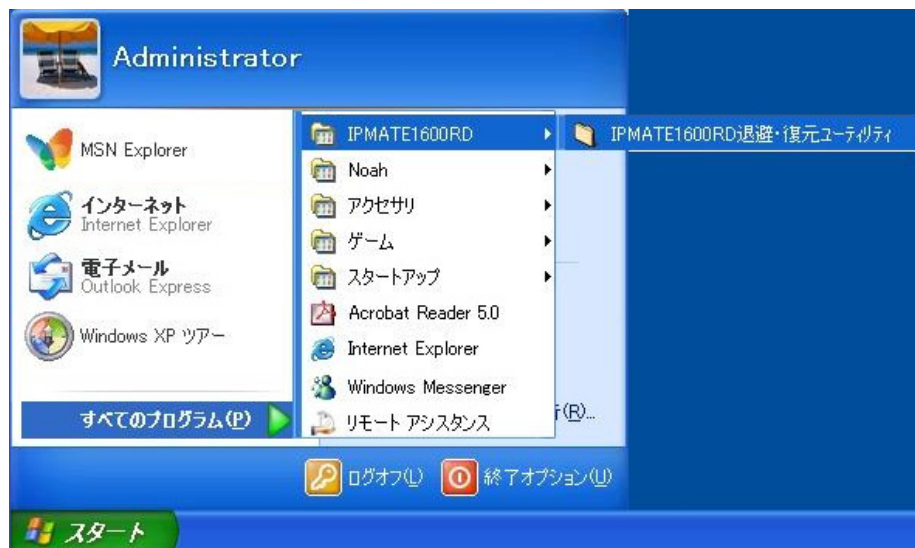 Administrator
MSN Explorer
インターネット
Internet Explorer
電子メール
Outlook Express
Windows XP ツアー
すべてのプログラム(P)
IPMATE1600RD
Noah
アクセサリ
ゲーム
スタートアップ
Acrobat Reader 5.0
Internet Explorer
Windows Messenger
リモート アシスタンス
IPMATE1600RD退避・復元ユーティリティ
(R)...
ログオフ(L)
終了オプション(U)
スタート